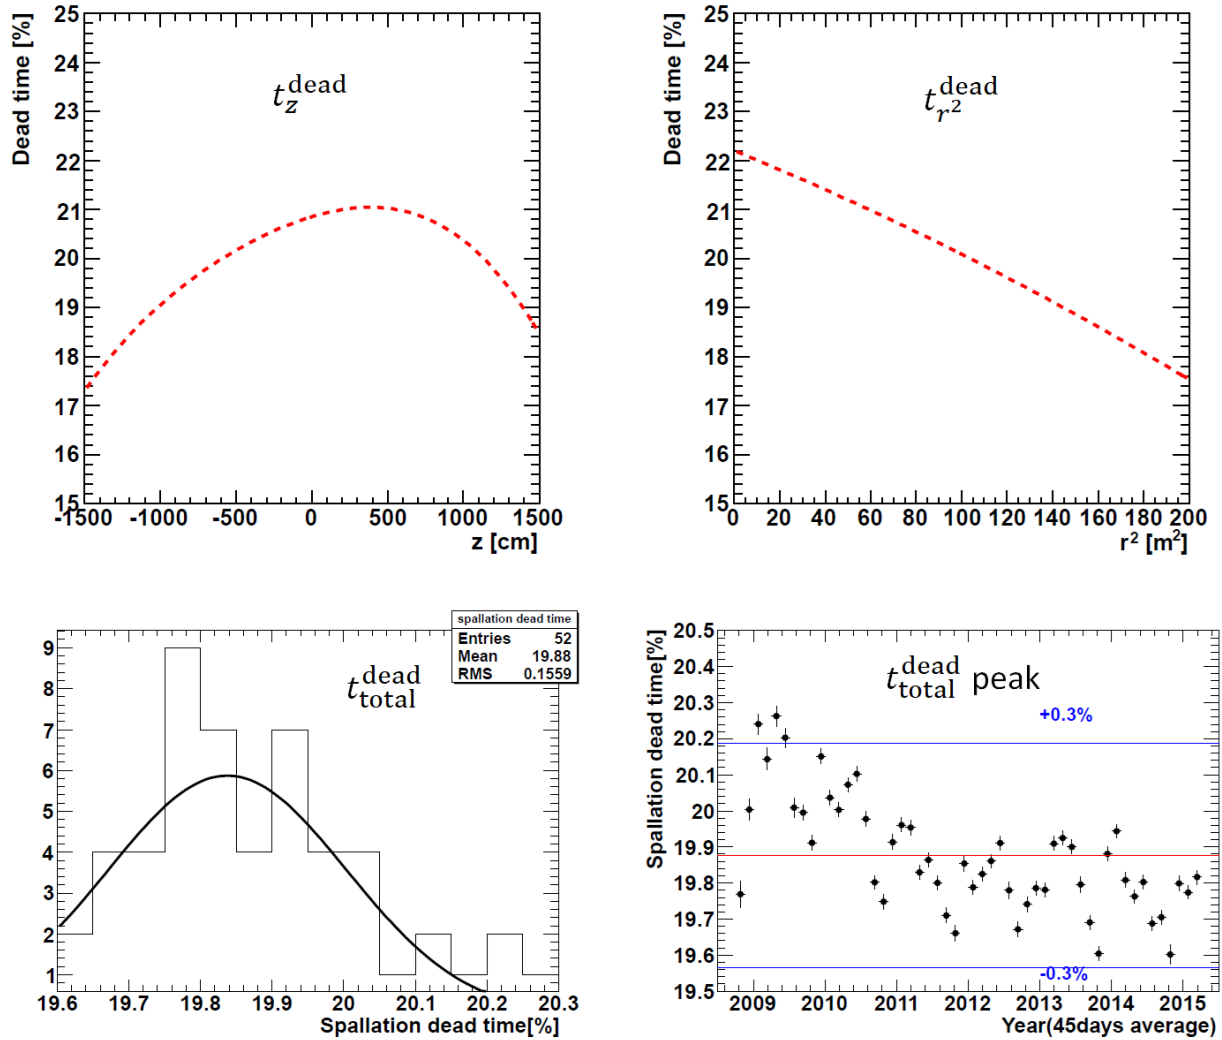 Dead time [%]
25
24
23
22
21
20
19
18
17
16
15
t_z^dead
-1500 -1000 -500 0 500 1000 1500
z [cm]
Dead time [%]
25
24
23
22
21
20
19
18
17
16
15
t_{r^2}^dead
0 20 40 60 80 100 120 140 160 180 200
r² [m²]
spallation dead time
Entries 52
Mean 19.88
RMS 0.1559
t_total^dead
9
8
7
6
5
4
3
2
1
19.6 19.7 19.8 19.9 20 20.1 20.2 20.3
Spallation dead time[%]
Spallation dead time[%]
20.5
20.4
20.3
20.2
20.1
20
19.9
19.8
19.7
19.6
19.5
t_total^dead peak
+0.3%
-0.3%
2009 2010 2011 2012 2013 2014 2015
Year(45days average)